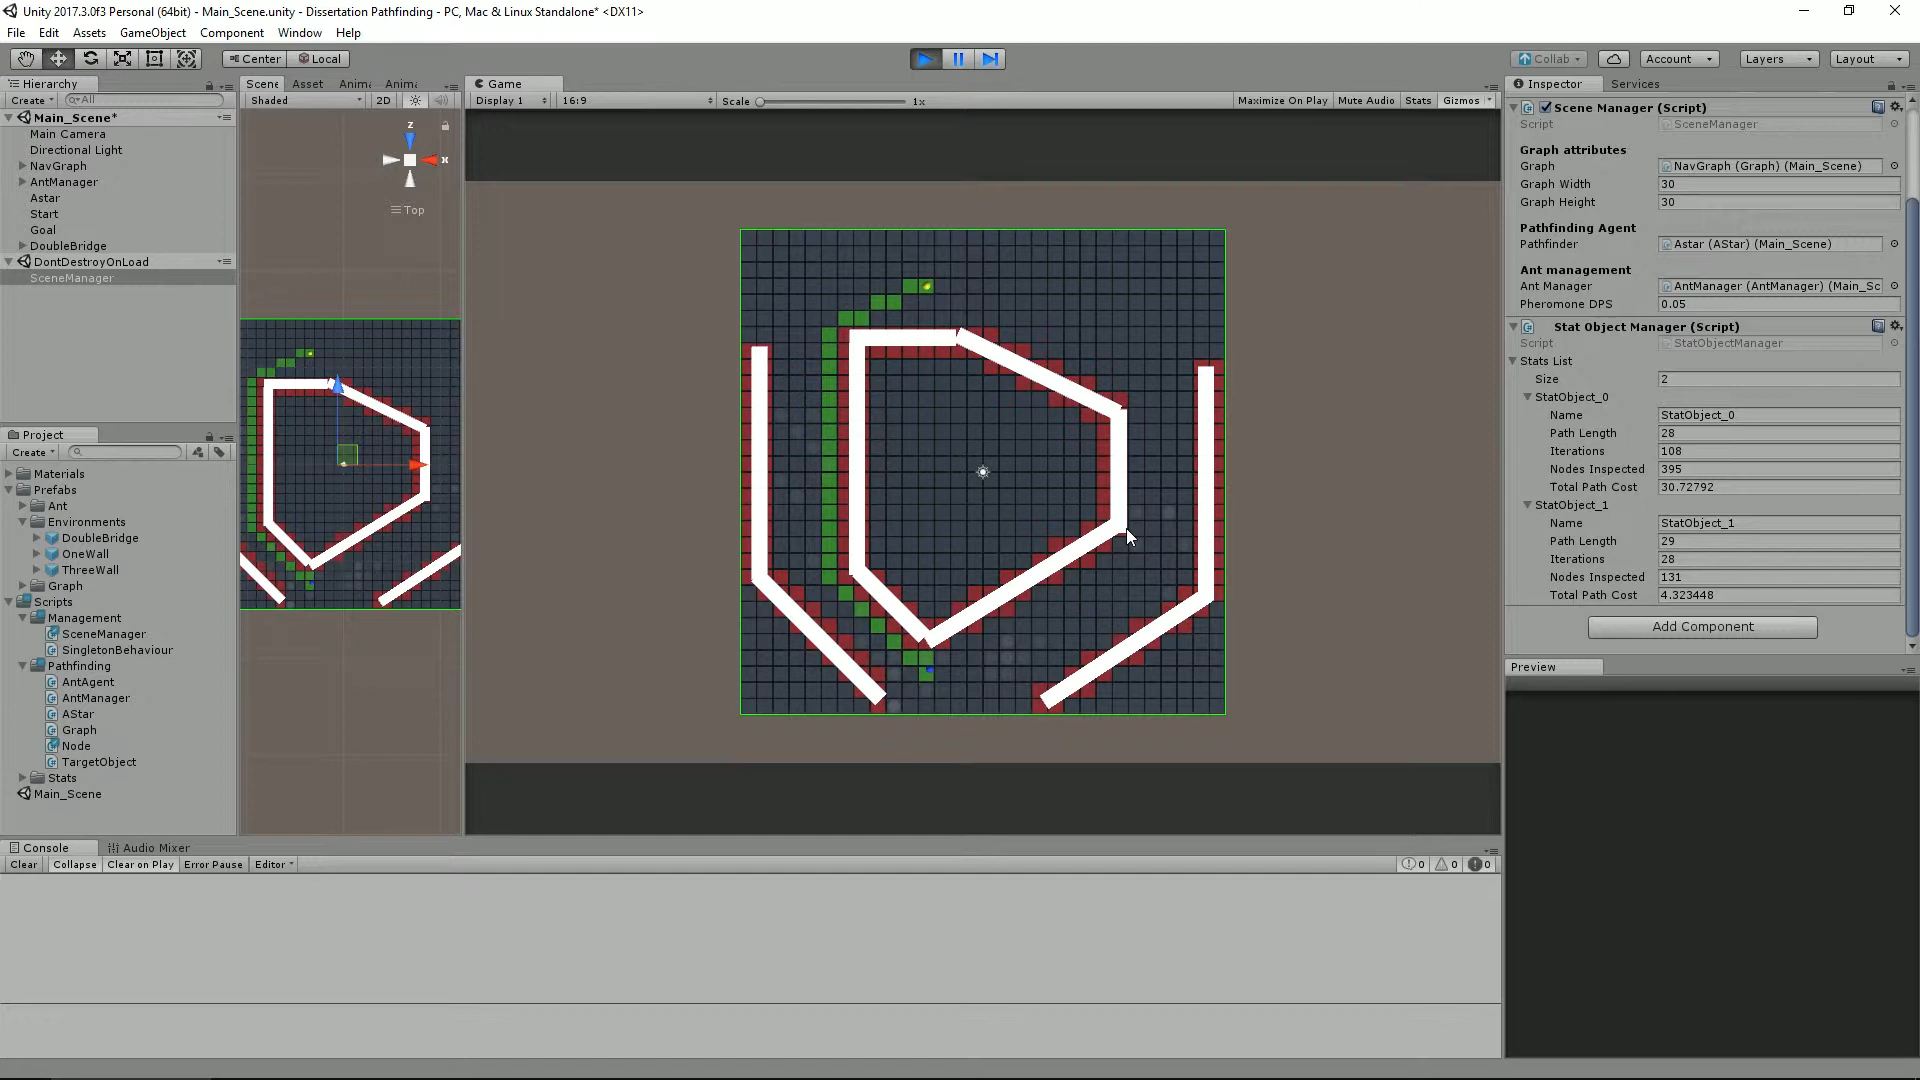 Unity 2017.3.0f3 Personal (64bit) - Main_Scene.unity - Dissertation Pathfinding - PC, Mac & Linux Standalone* <DX11>
File Edit Assets GameObject Component Window Help
Center Local Collab Account Layers Layout
Hierarchy
Create All
Main_Scene*
Main Camera
Directional Light
NavGraph
AntManager
Astar
Start
Goal
DoubleBridge
DontDestroyOnLoad
SceneManager
Project
Create
Materials
Prefabs
Ant
Environments
DoubleBridge
OneWall
ThreeWall
Graph
Scripts
Management
SceneManager
SingletonBehaviour
Pathfinding
AntAgent
AntManager
AStar
Graph
Node
TargetObject
Stats
Main_Scene
Scene Asset Anim Anim
Shaded 2D
z
x
Top
Game
Display 1 16:9 Scale 1x Maximize On Play Mute Audio Stats Gizmos
Inspector Services
Scene Manager (Script)
Script SceneManager
Graph attributes
Graph NavGraph (Graph) (Main_Scene)
Graph Width 30
Graph Height 30
Pathfinding Agent
Pathfinder Astar (AStar) (Main_Scene)
Ant management
Ant Manager AntManager (AntManager) (Main_Sc
Pheromone DPS 0.05
Stat Object Manager (Script)
Script StatObjectManager
Stats List
Size 2
StatObject_0
Name StatObject_0
Path Length 28
Iterations 108
Nodes Inspected 395
Total Path Cost 30.72792
StatObject_1
Name StatObject_1
Path Length 29
Iterations 28
Nodes Inspected 131
Total Path Cost 4.323448
Add Component
Preview
Console Audio Mixer
Clear Collapse Clear on Play Error Pause Editor 0 0 0